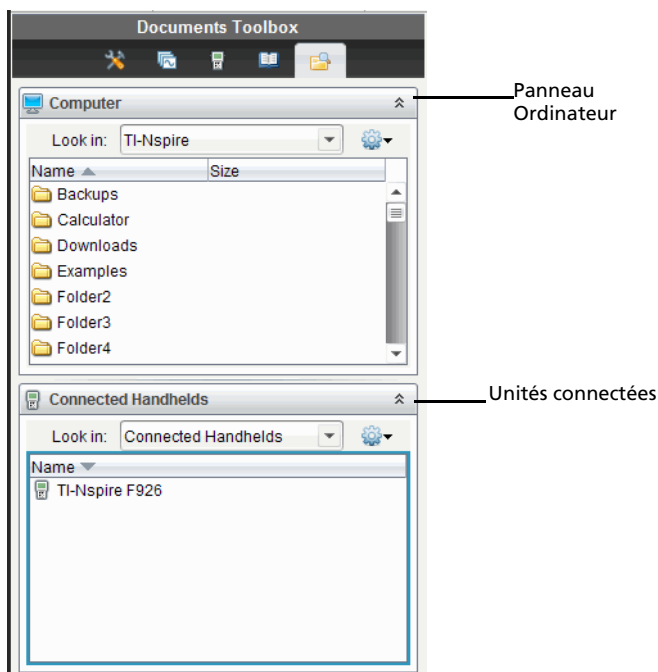 Documents Toolbox
Computer
Panneau
Ordinateur
Look in: TI-Nspire
Name Size
Backups
Calculator
Downloads
Examples
Folder2
Folder3
Folder4
Connected Handhelds
Unités connectées
Look in: Connected Handhelds
Name
TI-Nspire F926